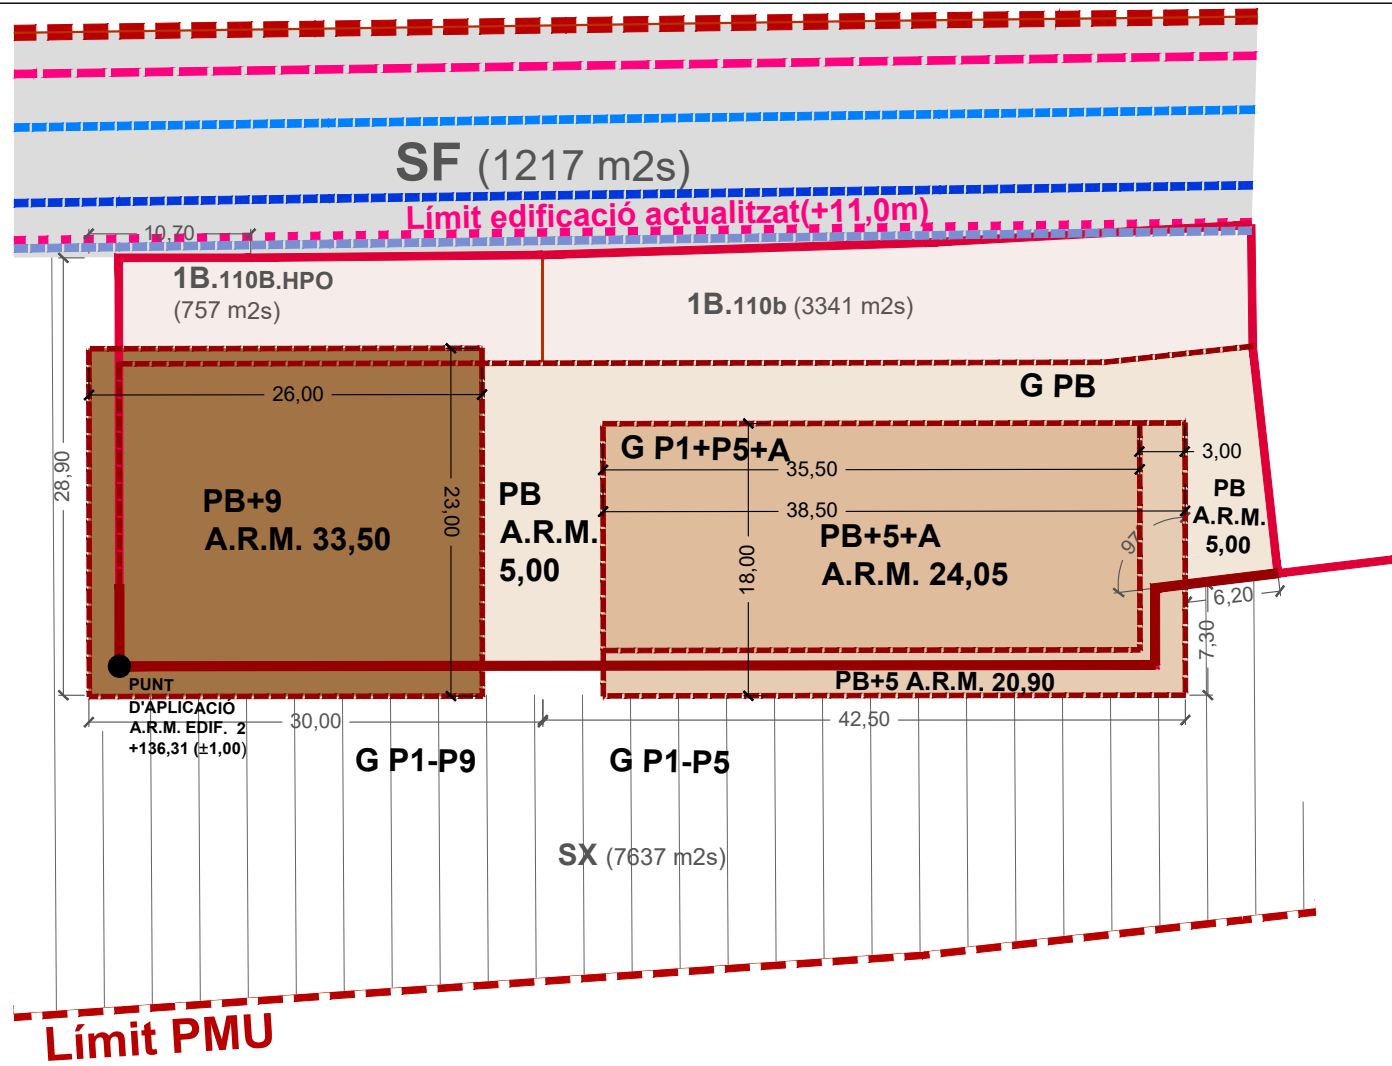 SF (1217 m2s)
Límit edificació actualitzat(+11,0m)
10,70
1B.110B.HPO
(757 m2s)
1B.110b (3341 m2s)
G PB
26,00
G P1+P5+A
35,50
3,00
28,90
PB+9
A.R.M. 33,50
23,00
PB
A.R.M.
5,00
38,50
PB+5+A
A.R.M. 24,05
18,00
PB
A.R.M.
5,00
97
6,20
7,30
PB+5 A.R.M. 20,90
PUNT
D'APLICACIÓ
A.R.M. EDIF. 2
+136,31 (±1,00)
30,00
42,50
G P1-P9
G P1-P5
SX (7637 m2s)
Límit PMU